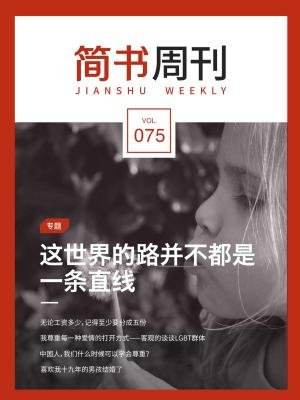 简书周刊
JIANSHU WEEKLY
VOL.
075
专题
这世界的路并不都是
一条直线
无论工资多少，记得至少要分成五份
我尊重每一种爱情的打开方式——客观的谈谈LGBT群体
中国人，我们什么时候可以学会尊重？
喜欢我十九年的男孩结婚了